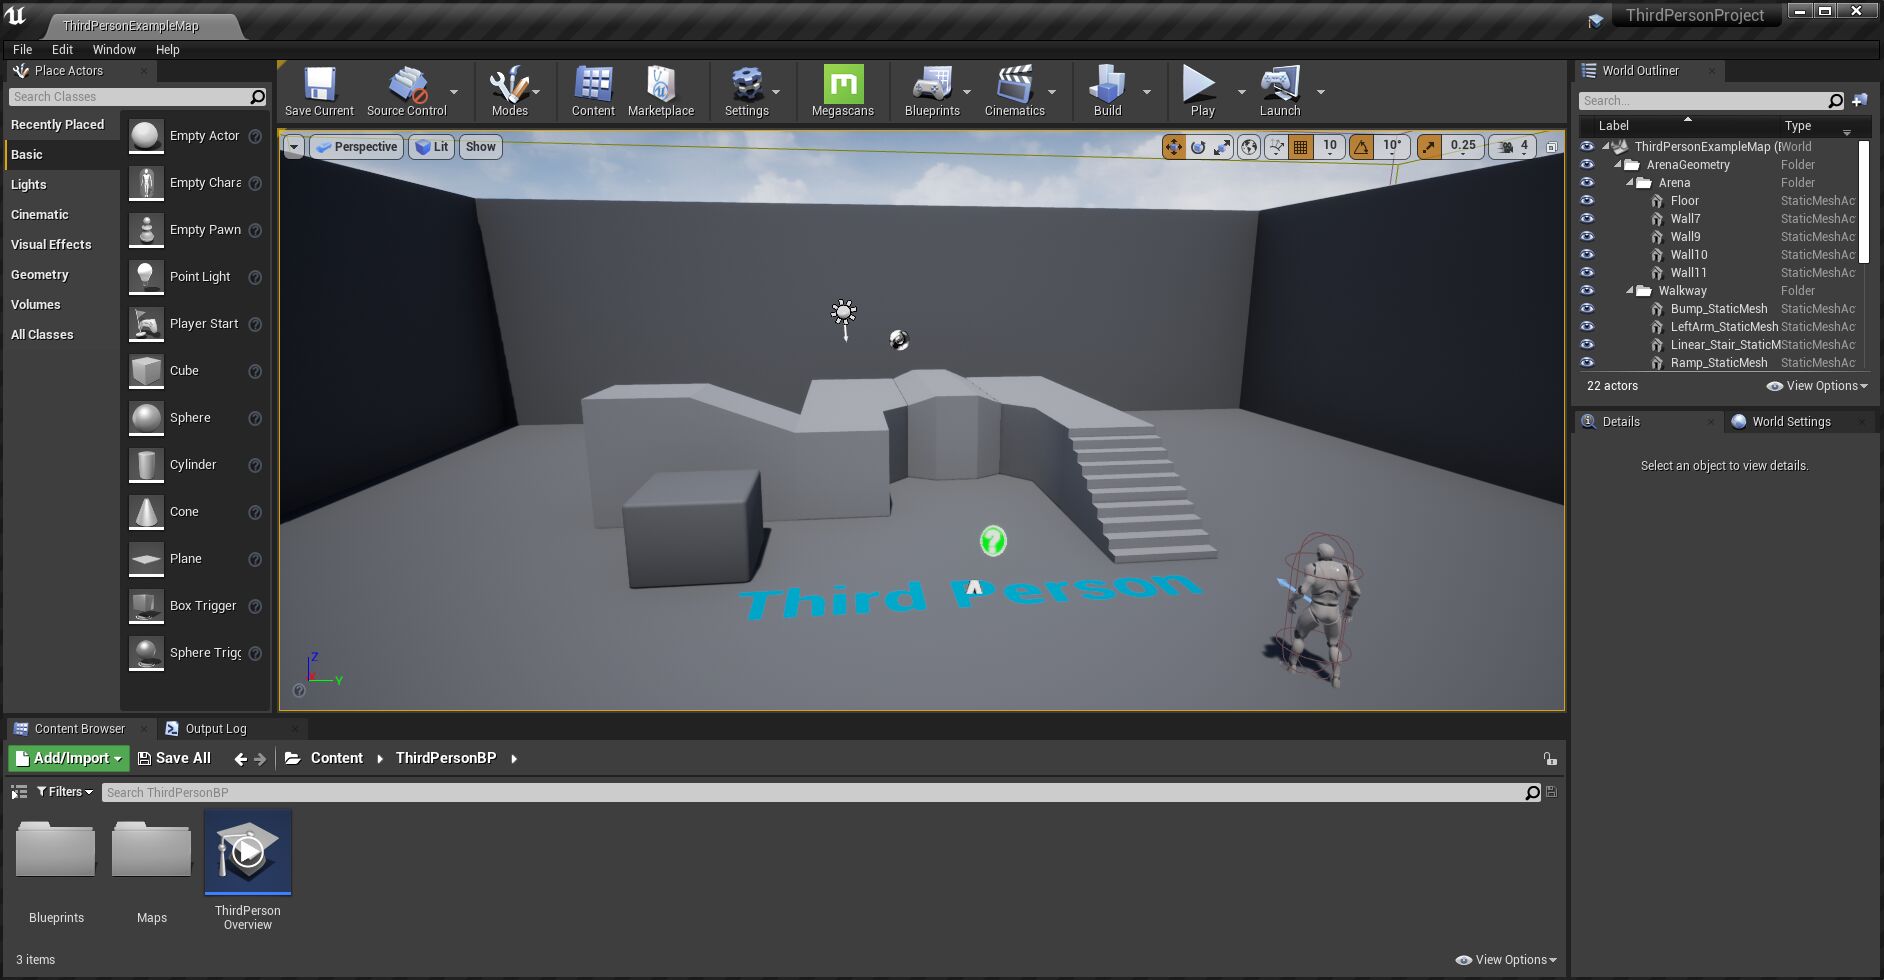 ThirdPersonExampleMap
ThirdPersonProject
File Edit Window Help
Place Actors
Search Classes
Recently Placed
Basic
Lights
Cinematic
Visual Effects
Geometry
Volumes
All Classes
Empty Actor
Empty Chara
Empty Pawn
Point Light
Player Start
Cube
Sphere
Cylinder
Cone
Plane
Box Trigger
Sphere Trigg
Save Current
Source Control
Modes
Content
Marketplace
Settings
Megascans
Blueprints
Cinematics
Build
Play
Launch
Perspective
Lit
Show
10
10°
0.25
4
Third Person
Z
X
Y
World Outliner
Search...
Label Type
ThirdPersonExampleMap (E World
ArenaGeometry Folder
Arena Folder
Floor StaticMeshAc
Wall7 StaticMeshAc
Wall9 StaticMeshAc
Wall10 StaticMeshAc
Wall11 StaticMeshAc
Walkway Folder
Bump_StaticMesh StaticMeshAc
LeftArm_StaticMesh StaticMeshAc
Linear_Stair_StaticM StaticMeshAc
Ramp_StaticMesh StaticMeshAc
22 actors
View Options
Details
World Settings
Select an object to view details.
Content Browser
Output Log
Add/Import
Save All
Content
ThirdPersonBP
Filters
Search ThirdPersonBP
Blueprints
Maps
ThirdPerson
Overview
3 items
View Options